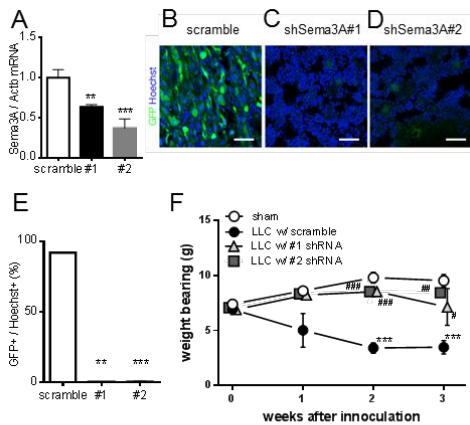 A
Sema3A / Actb mRNA
1.5
1.0
0.5
0.0
**
***
scramble #1 #2
B
scramble
GFP Hoechst
C
shSema3A#1
D
shSema3A#2
E
GFP+ / Hoechst+ (%)
100
50
0
**
***
scramble #1 #2
F
sham
LLC w/ scramble
LLC w/ #1 shRNA
LLC w/ #2 shRNA
weight bearing (g)
15
10
5
0
###
###
##
#
***
***
0 1 2 3
weeks after innoculation